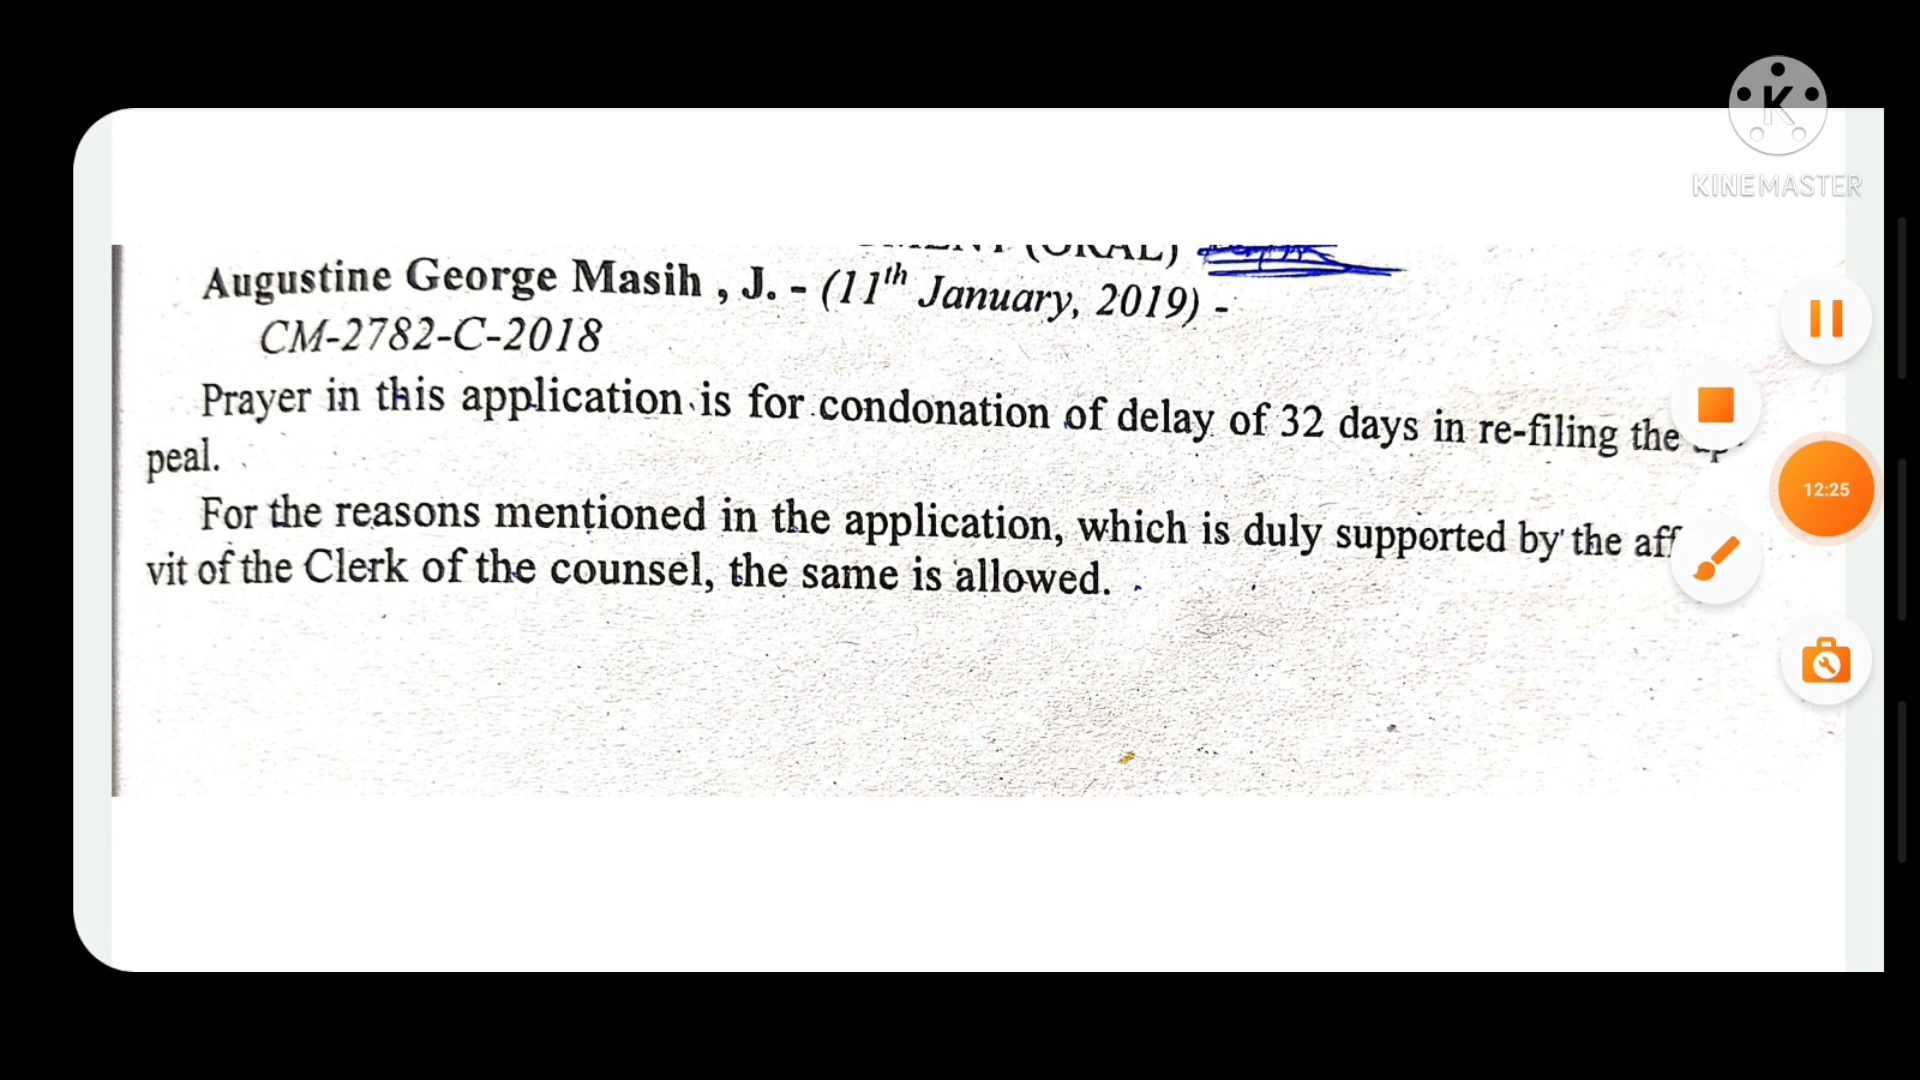 (ORAL)
Augustine George Masih , J. - (11th January, 2019) -
CM-2782-C-2018
Prayer in this application is for condonation of delay of 32 days in re-filing the
peal.
For the reasons mentioned in the application, which is duly supported by the aff
vit of the Clerk of the counsel, the same is allowed.
K
KINEMASTER
12:25